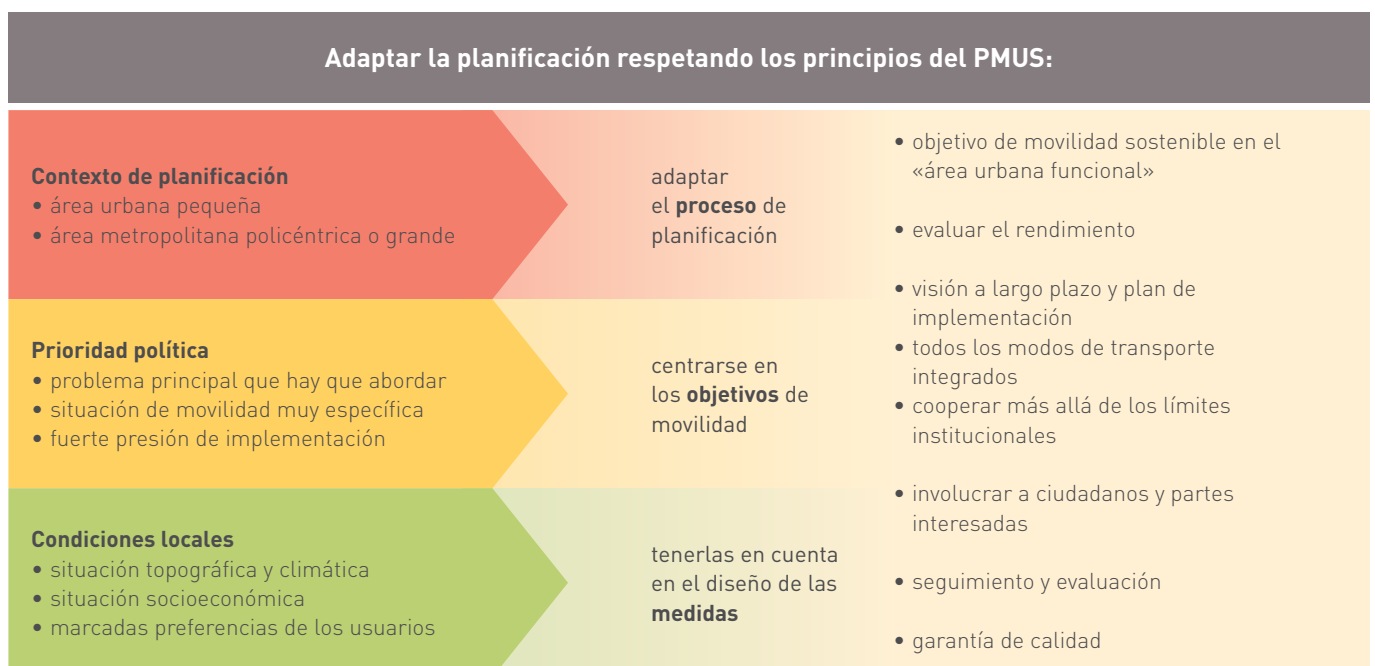 Adaptar la planificación respetando los principios del PMUS:
Contexto de planificación
• área urbana pequeña
• área metropolitana policéntrica o grande
adaptar
el proceso de
planificación
Prioridad política
• problema principal que hay que abordar
• situación de movilidad muy específica
• fuerte presión de implementación
centrarse en
los objetivos de
movilidad
Condiciones locales
• situación topográfica y climática
• situación socioeconómica
• marcadas preferencias de los usuarios
tenerlas en cuenta
en el diseño de las
medidas
• objetivo de movilidad sostenible en el
«área urbana funcional»
• evaluar el rendimiento
• visión a largo plazo y plan de
implementación
• todos los modos de transporte
integrados
• cooperar más allá de los límites
institucionales
• involucrar a ciudadanos y partes
interesadas
• seguimiento y evaluación
• garantía de calidad